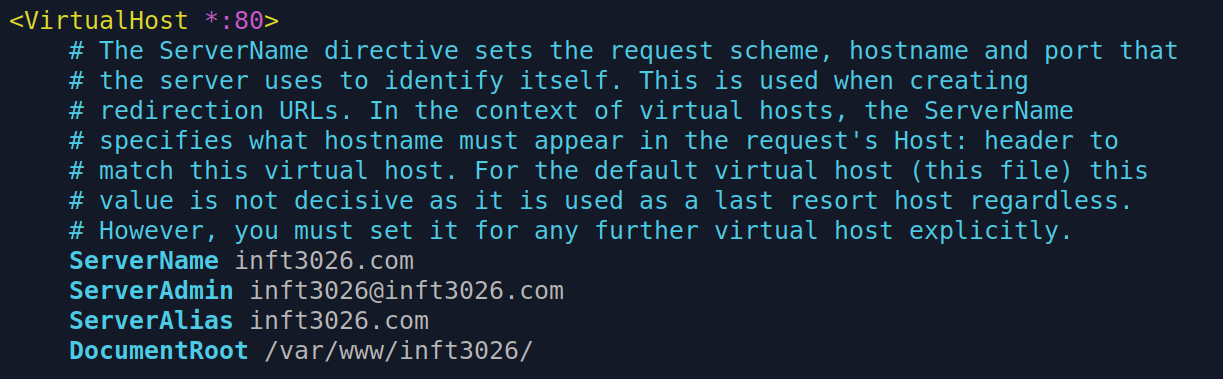 <VirtualHost *:80>
# The ServerName directive sets the request scheme, hostname and port that
# the server uses to identify itself. This is used when creating
# redirection URLs. In the context of virtual hosts, the ServerName
# specifies what hostname must appear in the request's Host: header to
# match this virtual host. For the default virtual host (this file) this
# value is not decisive as it is used as a last resort host regardless.
# However, you must set it for any further virtual host explicitly.
ServerName inft3026.com
ServerAdmin inft3026@inft3026.com
ServerAlias inft3026.com
DocumentRoot /var/www/inft3026/